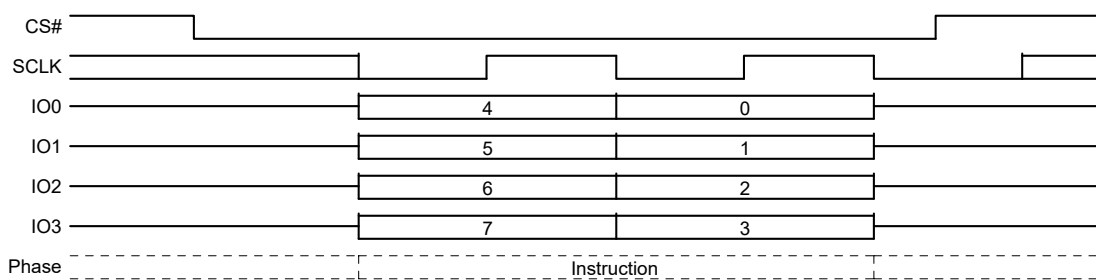 CS#
SCLK
IO0 4 0
IO1 5 1
IO2 6 2
IO3 7 3
Phase Instruction